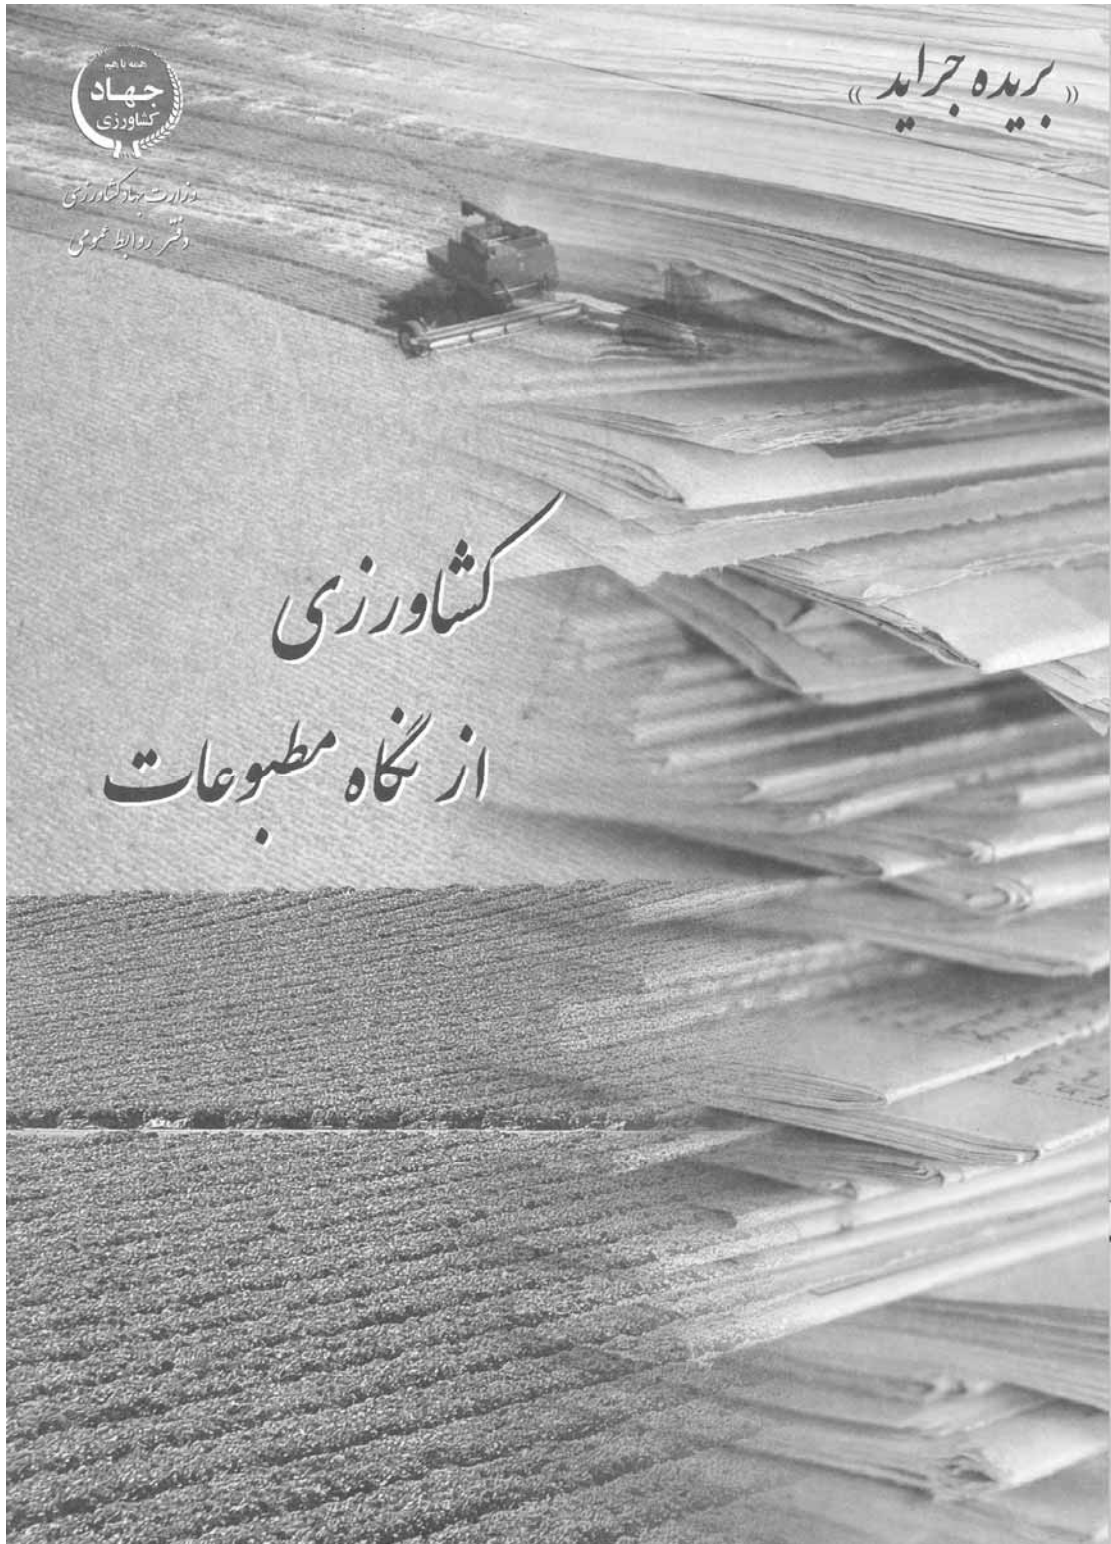 « بریده جراید »
همه با هم
جهاد
کشاورزی
وزارت جهاد کشاورزی
دفتر روابط عمومی
کشاورزی
از نگاه مطبوعات